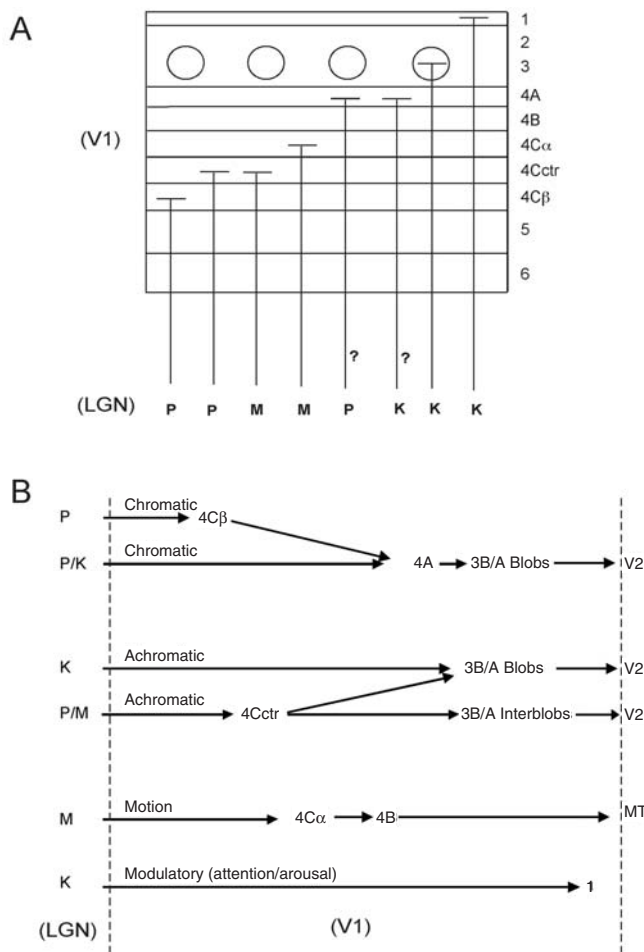 A
1
2
3
4A
4B
(V1)
4Cα
4Cctr
4Cβ
5
6
? ?
(LGN) P P M M P K K K
B
P Chromatic 4Cβ
P/K Chromatic 4A 3B/A Blobs V2
K Achromatic 3B/A Blobs V2
P/M Achromatic 4Cctr 3B/A Interblobs V2
M Motion 4Cα 4B MT
K Modulatory (attention/arousal) 1
(LGN) (V1)